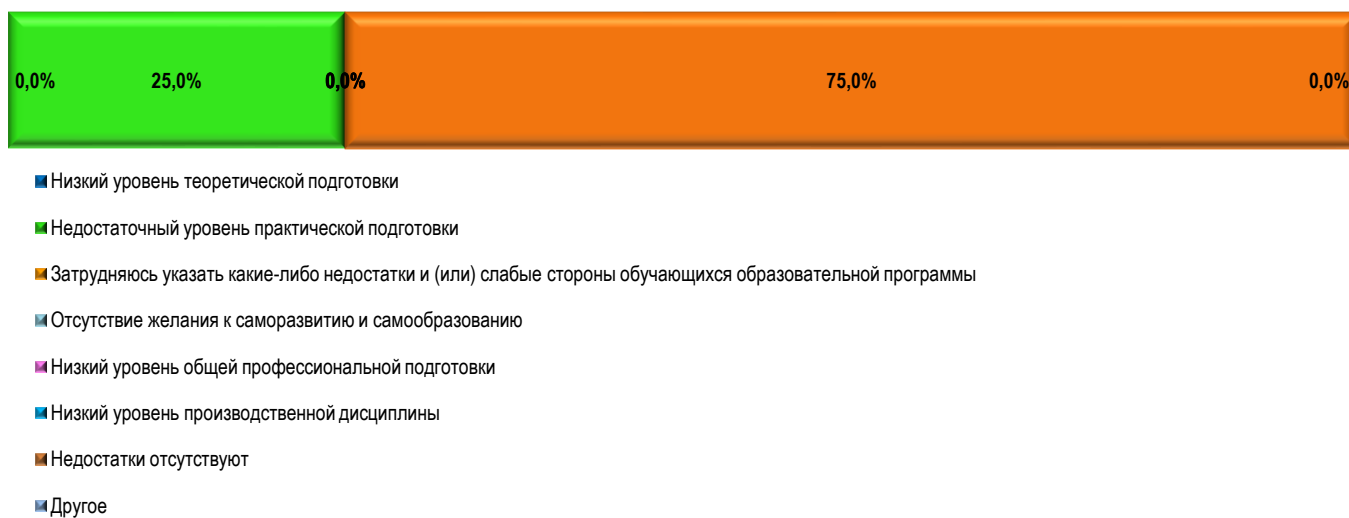 0,0% 25,0% 0,0% 75,0% 0,0%
Низкий уровень теоретической подготовки
Недостаточный уровень практической подготовки
Затрудняюсь указать какие-либо недостатки и (или) слабые стороны обучающихся образовательной программы
Отсутствие желания к саморазвитию и самообразованию
Низкий уровень общей профессиональной подготовки
Низкий уровень производственной дисциплины
Недостатки отсутствуют
Другое